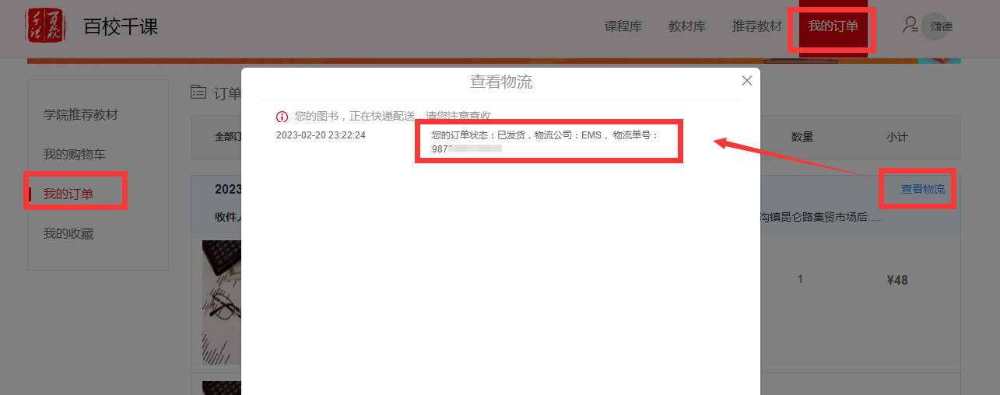 百校千课
百校千课
课程库
教材库
推荐教材
我的订单
蒲德
查看物流
学院推荐教材
我的购物车
我的订单
我的收藏
订单
全部订
数量
小计
您的图书，正在快递配送，请您注意查收
2023-02-20 23:22:24
您的订单状态：已发货，物流公司：EMS， 物流单号：
987
2023
查看物流
收件人
沟镇昆仑路集贸市场后.....
1
¥48